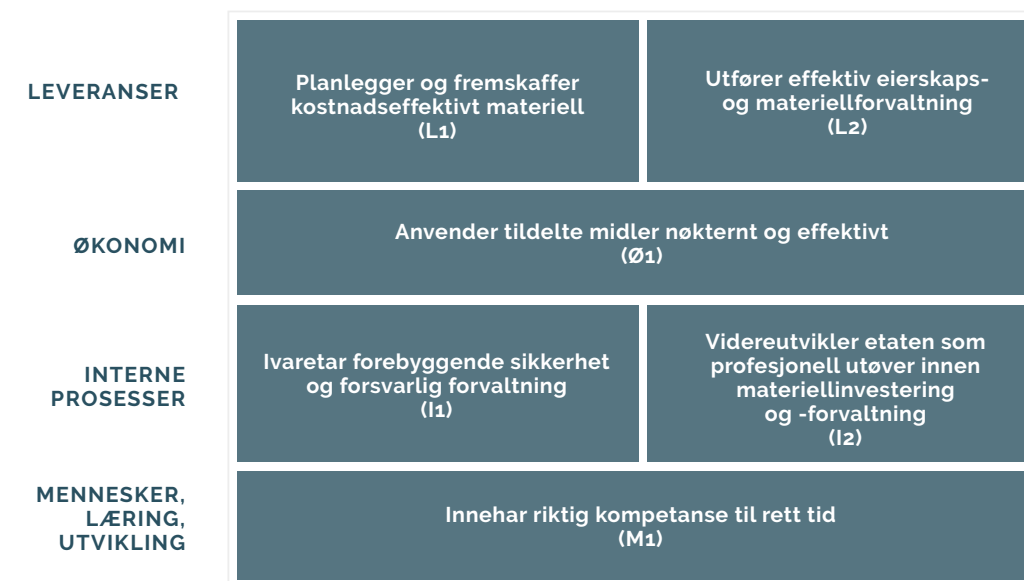 LEVERANSER
Planlegger og fremskaffer
kostnadseffektivt materiell
(L1)
Utfører effektiv eierskaps-
og materiellforvaltning
(L2)
ØKONOMI
Anvender tildelte midler nøkternt og effektivt
(Ø1)
INTERNE
PROSESSER
Ivaretar forebyggende sikkerhet
og forsvarlig forvaltning
(I1)
Videreutvikler etaten som
profesjonell utøver innen
materiellinvestering
og -forvaltning
(I2)
MENNESKER,
LÆRING,
UTVIKLING
Innehar riktig kompetanse til rett tid
(M1)